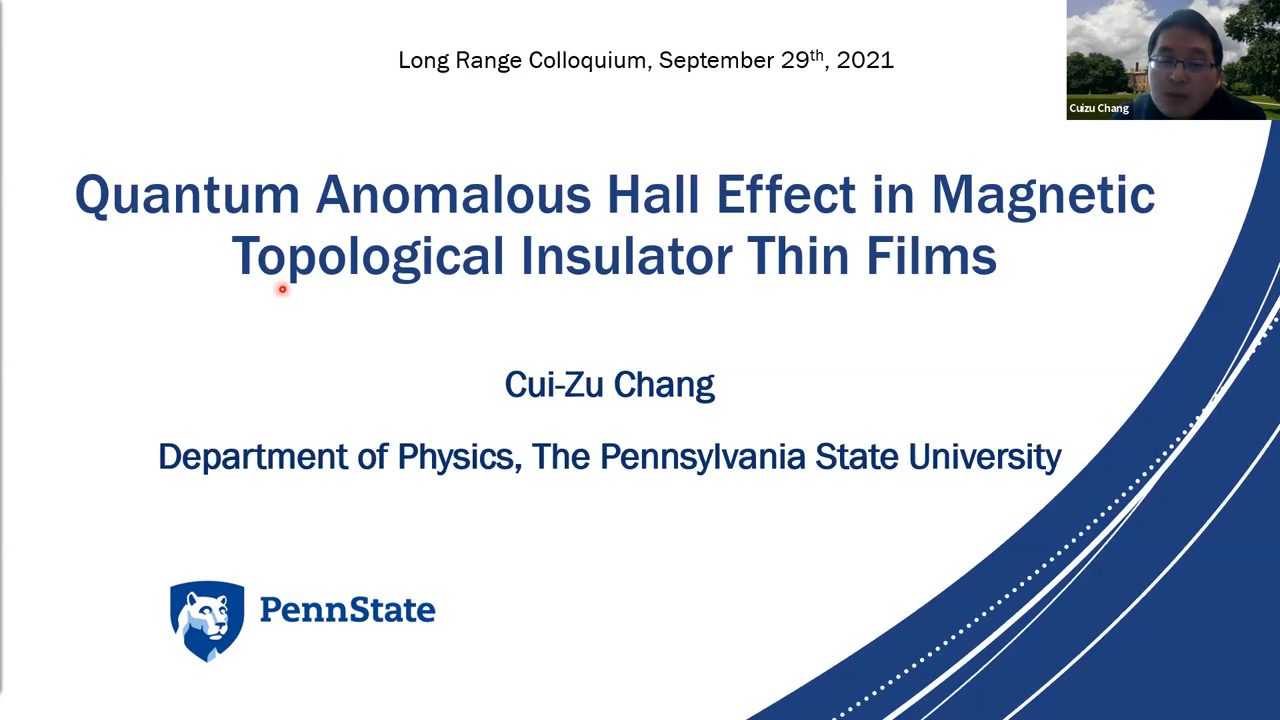 Long Range Colloquium, September 29th, 2021
Cuizu Chang
Quantum Anomalous Hall Effect in Magnetic
Topological Insulator Thin Films
Cui-Zu Chang
Department of Physics, The Pennsylvania State University
PennState